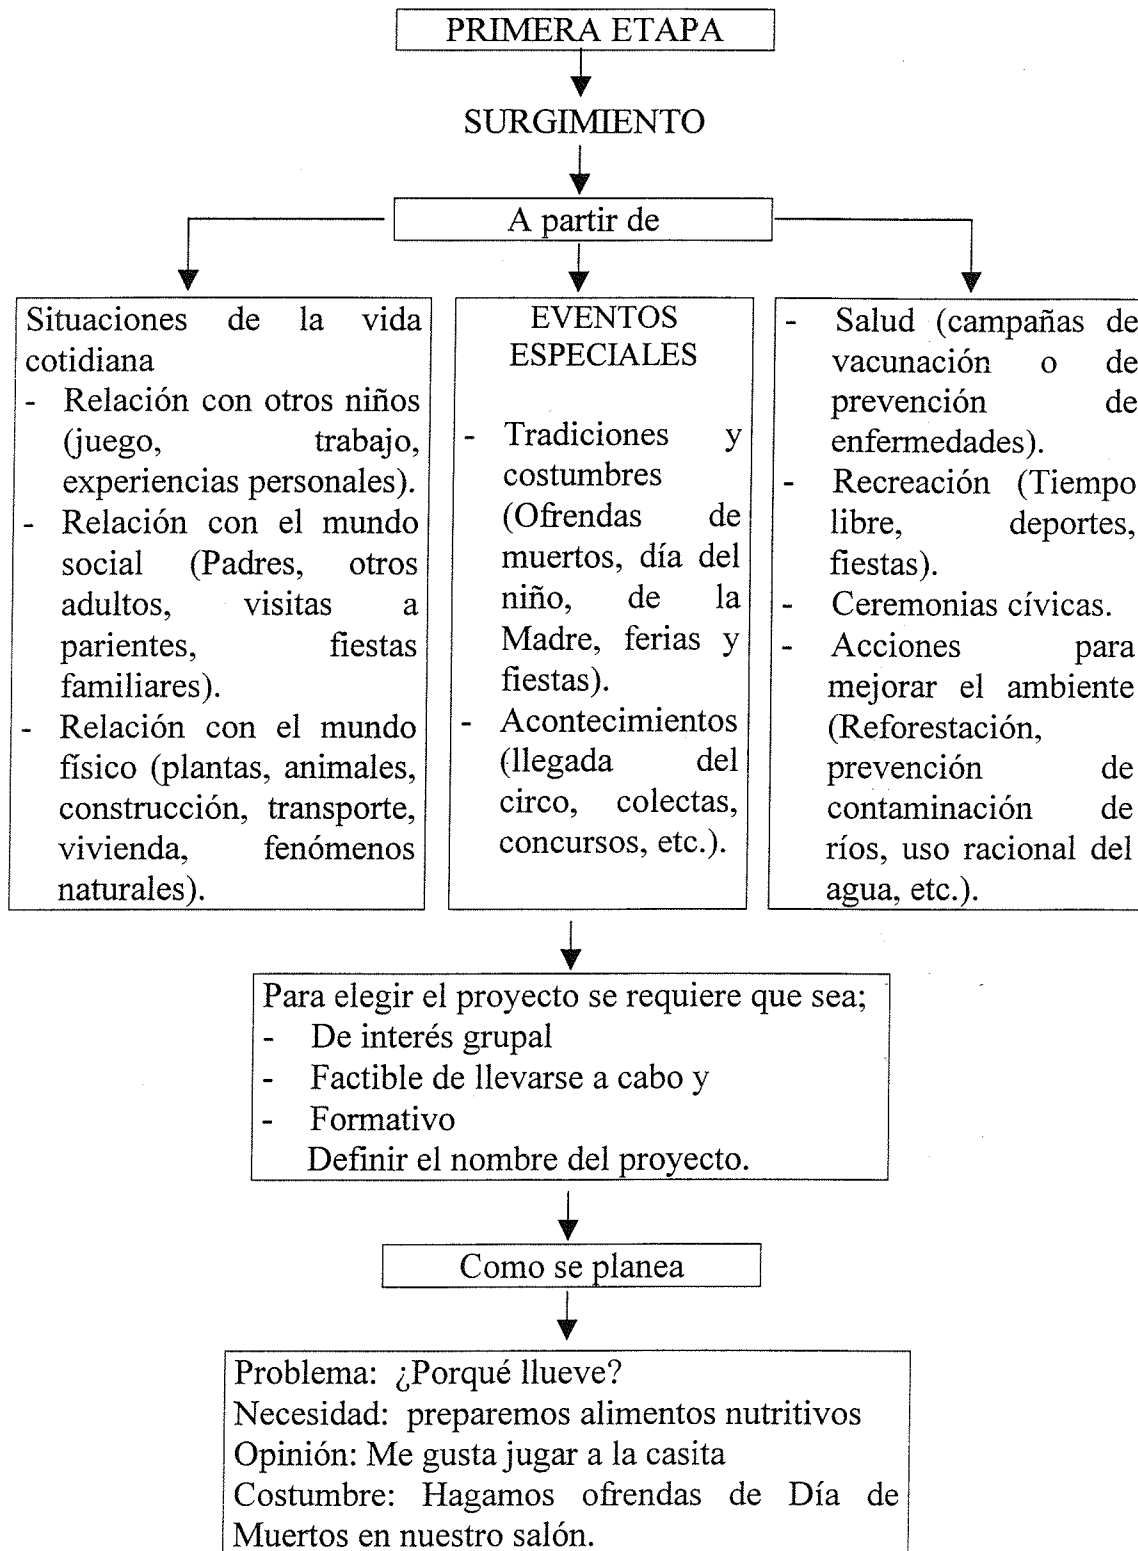 PRIMERA ETAPA
SURGIMIENTO
A partir de
Situaciones de la vida
cotidiana
- Relación con otros niños
(juego, trabajo,
experiencias personales).
- Relación con el mundo
social (Padres, otros
adultos, visitas a
parientes, fiestas
familiares).
- Relación con el mundo
físico (plantas, animales,
construcción, transporte,
vivienda, fenómenos
naturales).
EVENTOS
ESPECIALES
- Tradiciones y
costumbres
(Ofrendas de
muertos, día del
niño, de la
Madre, ferias y
fiestas).
- Acontecimientos
(llegada del
circo, colectas,
concursos, etc.).
- Salud (campañas de
vacunación o de
prevención de
enfermedades).
- Recreación (Tiempo
libre, deportes,
fiestas).
- Ceremonias cívicas.
- Acciones para
mejorar el ambiente
(Reforestación,
prevención de
contaminación de
ríos, uso racional del
agua, etc.).
Para elegir el proyecto se requiere que sea;
- De interés grupal
- Factible de llevarse a cabo y
- Formativo
Definir el nombre del proyecto.
Como se planea
Problema: ¿Porqué llueve?
Necesidad: preparemos alimentos nutritivos
Opinión: Me gusta jugar a la casita
Costumbre: Hagamos ofrendas de Día de
Muertos en nuestro salón.